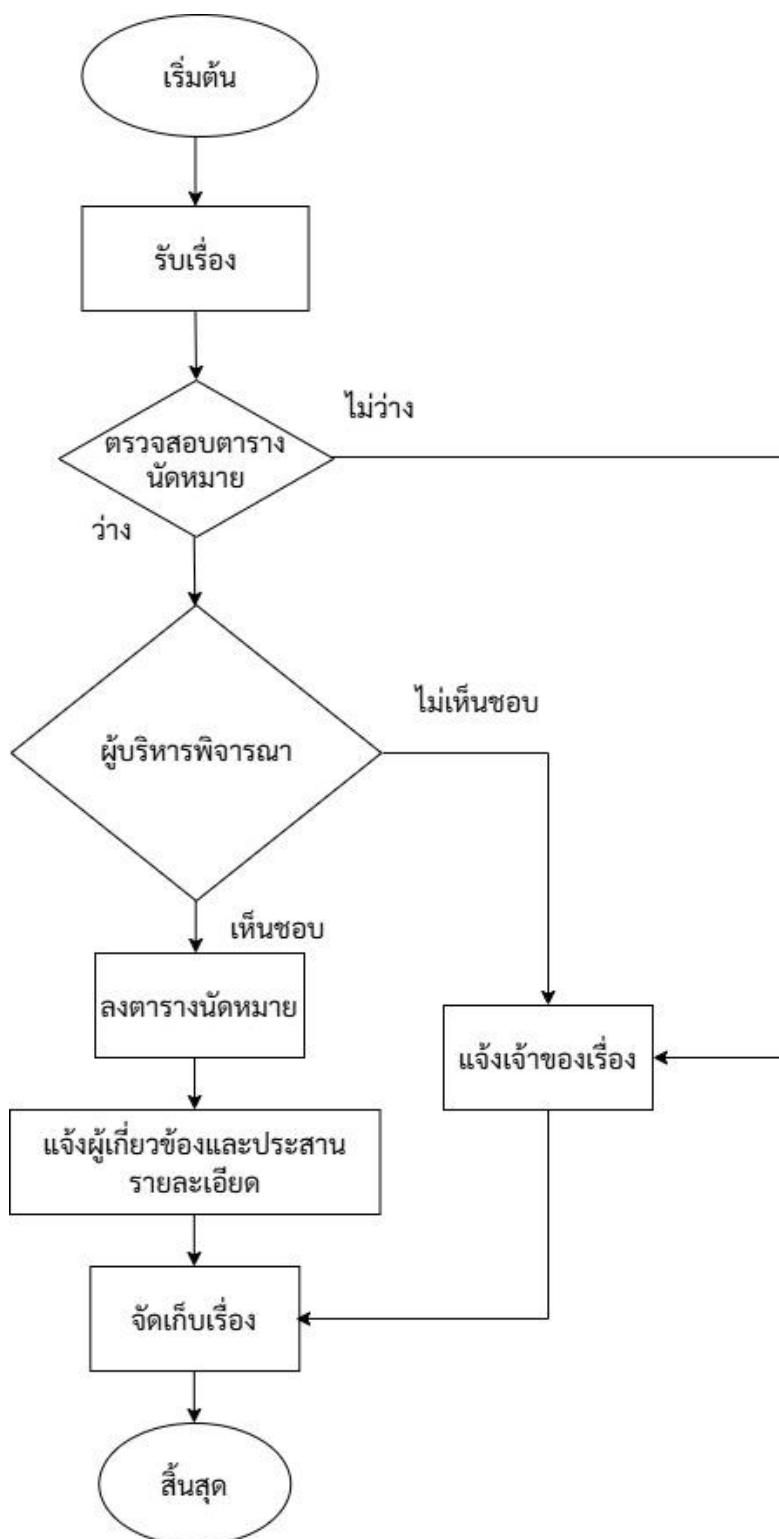 เริ่มต้น
รับเรื่อง
ไม่ว่าง
ตรวจสอบตาราง
นัดหมาย
ว่าง
ไม่เห็นชอบ
ผู้บริหารพิจารณา
เห็นชอบ
ลงตารางนัดหมาย
แจ้งเจ้าของเรื่อง
แจ้งผู้เกี่ยวข้องและประสาน
รายละเอียด
จัดเก็บเรื่อง
สิ้นสุด